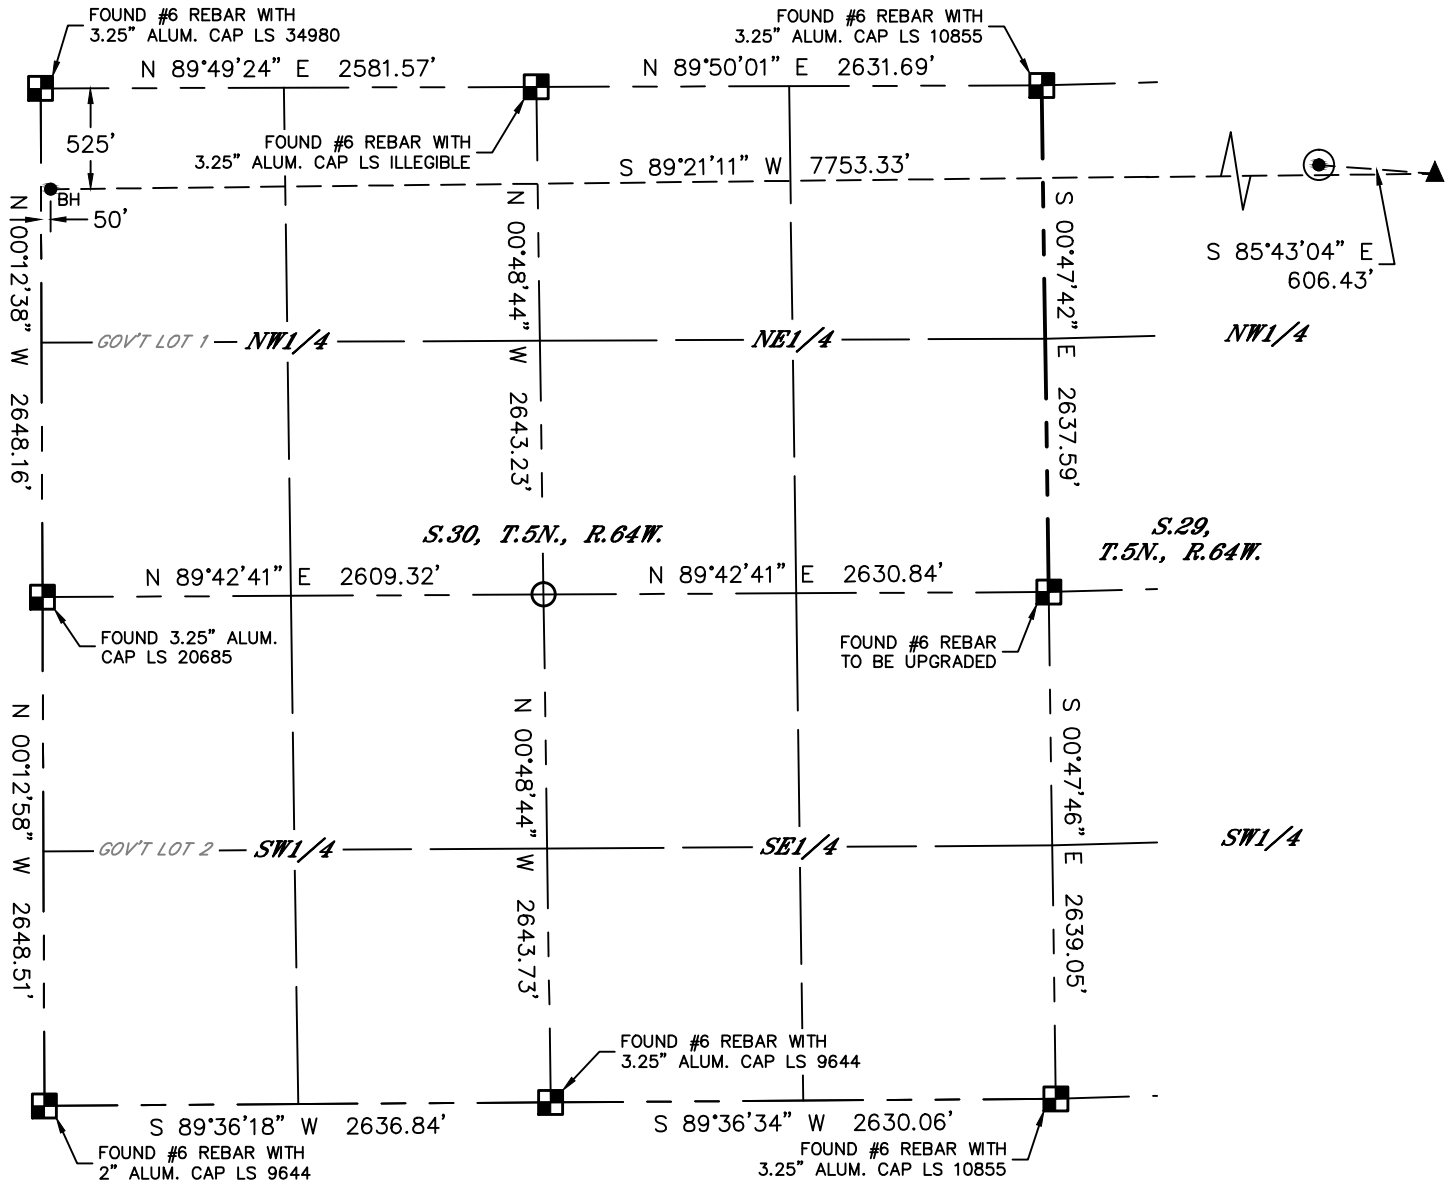 FOUND #6 REBAR WITH
3.25" ALUM. CAP LS 34980
FOUND #6 REBAR WITH
3.25" ALUM. CAP LS 10855
N 89°49'24" E 2581.57'
N 89°50'01" E 2631.69'
525'
FOUND #6 REBAR WITH
3.25" ALUM. CAP LS ILLEGIBLE
S 89°21'11" W 7753.33'
BH
50'
S 85°43'04" E
606.43'
N 00°12'38" W 2648.16'
N 00°48'44" W 2643.23'
S 00°47'42" E 2637.59'
GOV'T LOT 1
NW1/4
NE1/4
NW1/4
S.30, T.5N., R.64W.
S.29,
T.5N., R.64W.
N 89°42'41" E 2609.32'
N 89°42'41" E 2630.84'
FOUND 3.25" ALUM.
CAP LS 20685
FOUND #6 REBAR
TO BE UPGRADED
N 00°12'58" W 2648.51'
N 00°48'44" W 2643.73'
S 00°47'46" E 2639.05'
GOV'T LOT 2
SW1/4
SE1/4
SW1/4
FOUND #6 REBAR WITH
3.25" ALUM. CAP LS 9644
S 89°36'18" W 2636.84'
S 89°36'34" W 2630.06'
FOUND #6 REBAR WITH
2" ALUM. CAP LS 9644
FOUND #6 REBAR WITH
3.25" ALUM. CAP LS 10855